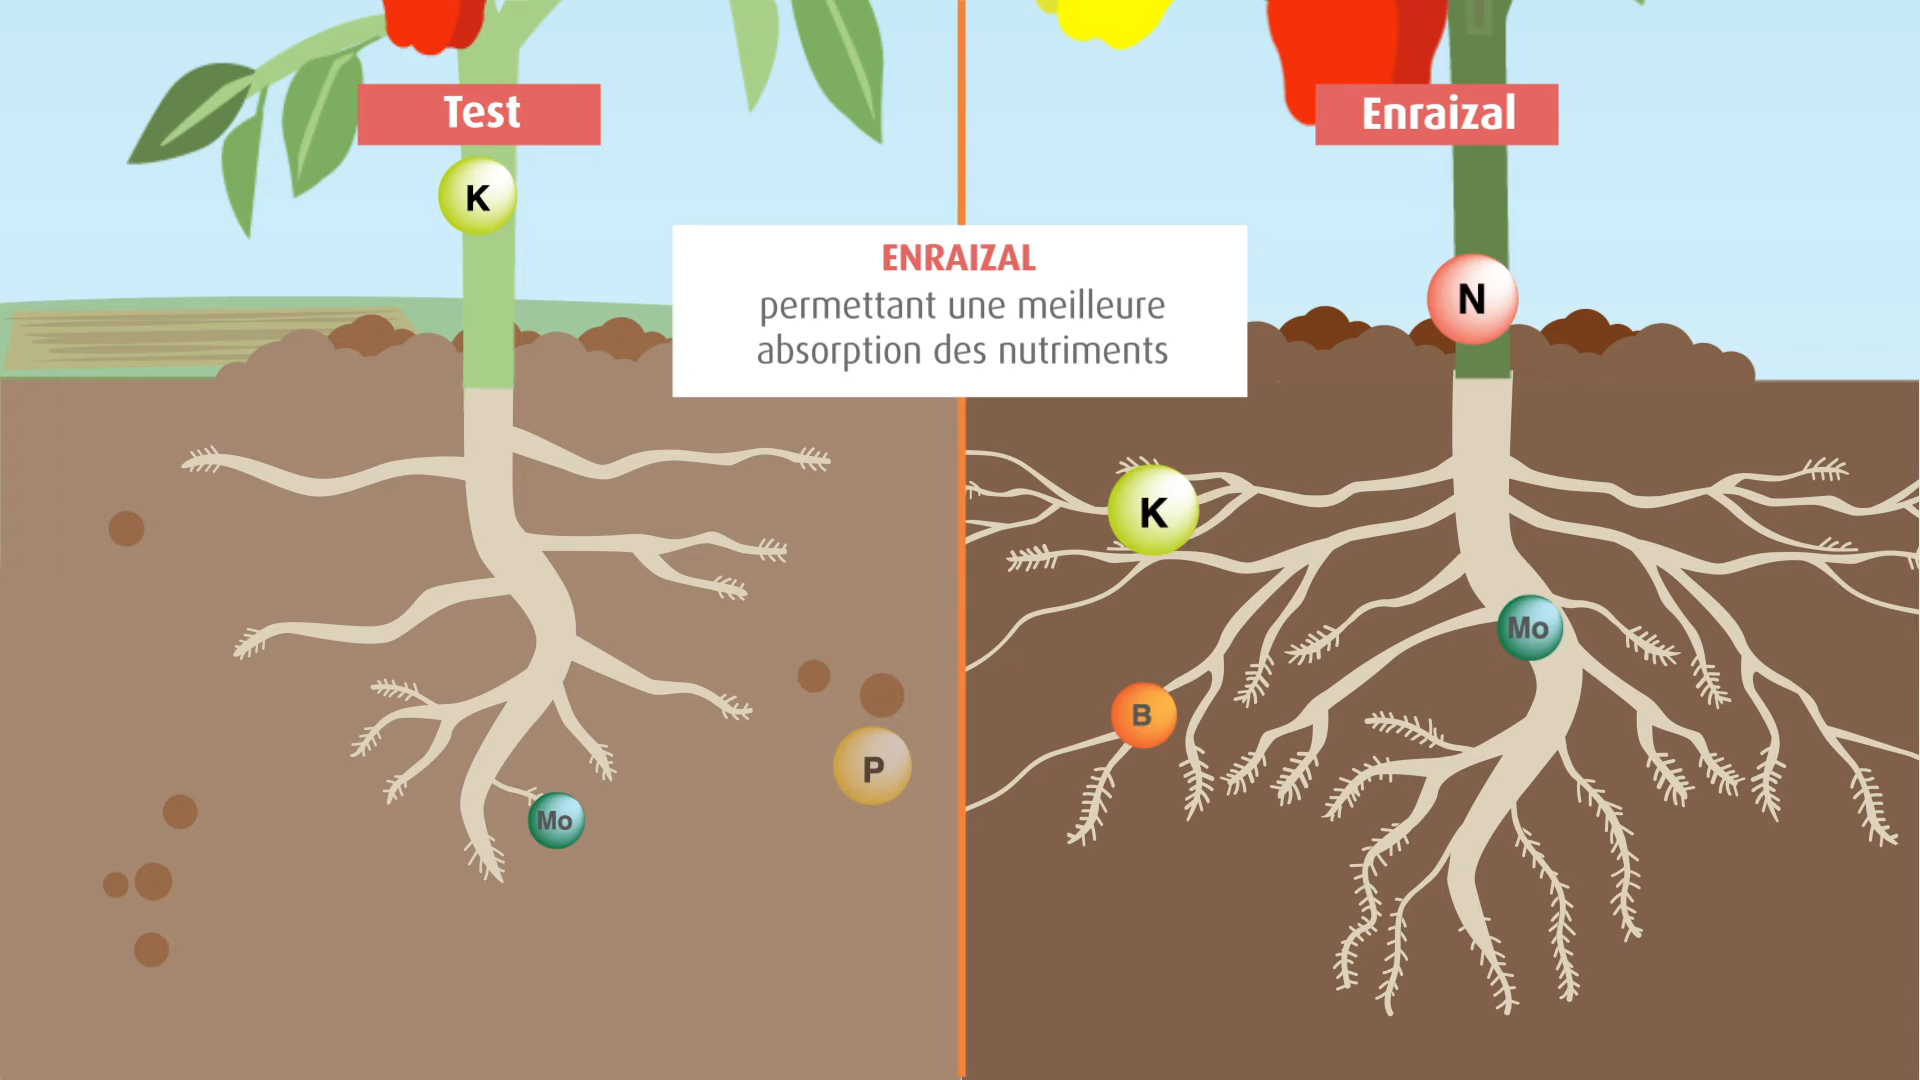 Test
Enraizal
K
ENRAIZAL
permettant une meilleure
absorption des nutriments
N
K
Mo
B
P
Mo